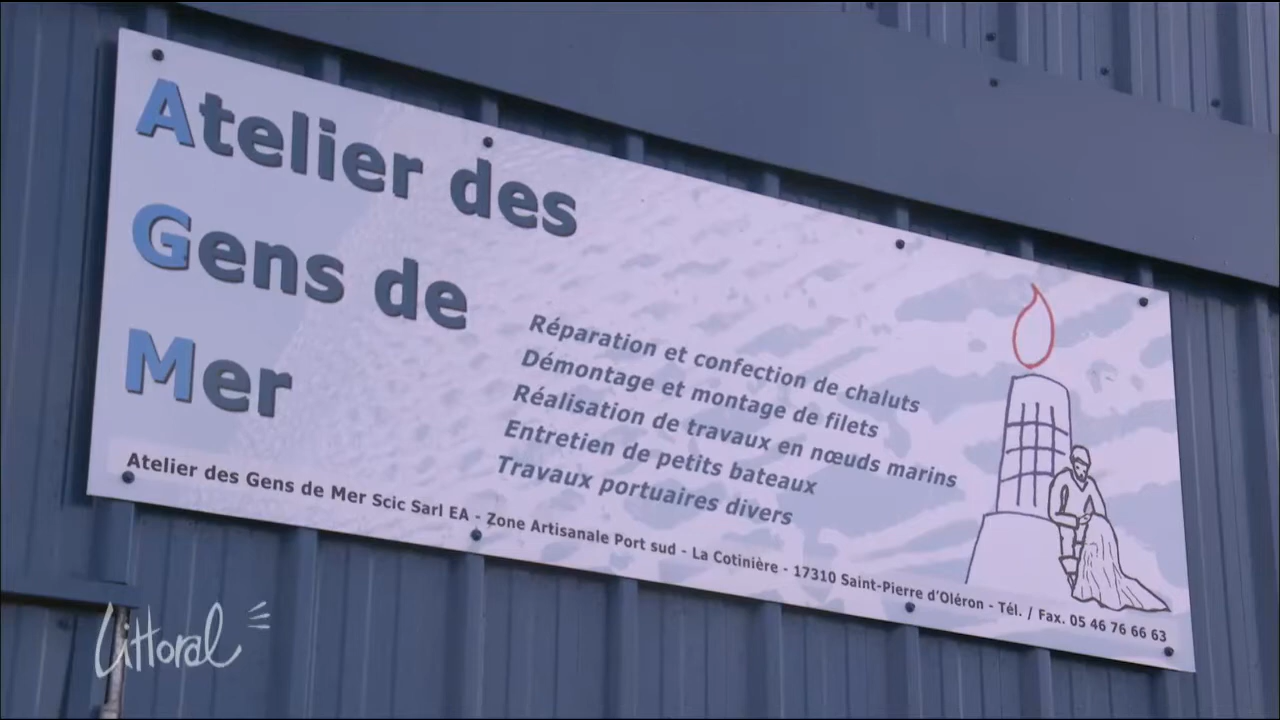 Atelier des
Gens de
Mer
Réparation et confection de chaluts
Démontage et montage de filets
Réalisation de travaux en nœuds marins
Entretien de petits bateaux
Travaux portuaires divers
Atelier des Gens de Mer Scic Sarl EA - Zone Artisanale Port sud - La Cotinière - 17310 Saint-Pierre d'Oléron - Tél. / Fax. 05 46 76 66 63
Littoral